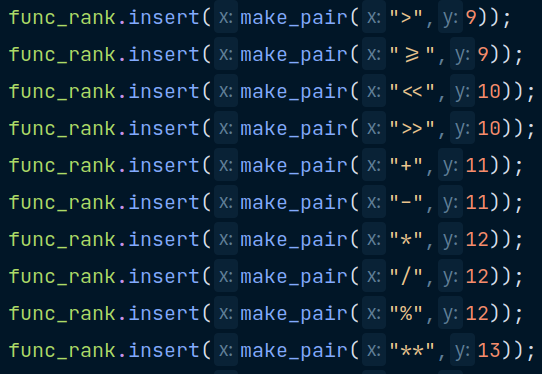 func_rank.insert(x:make_pair(x:">",y:9));
func_rank.insert(x:make_pair(x:"⩾",y:9));
func_rank.insert(x:make_pair(x:"<<",y:10));
func_rank.insert(x:make_pair(x:">>",y:10));
func_rank.insert(x:make_pair(x:"+",y:11));
func_rank.insert(x:make_pair(x:"-",y:11));
func_rank.insert(x:make_pair(x:"*",y:12));
func_rank.insert(x:make_pair(x:"/",y:12));
func_rank.insert(x:make_pair(x:"%",y:12));
func_rank.insert(x:make_pair(x:"**",y:13));